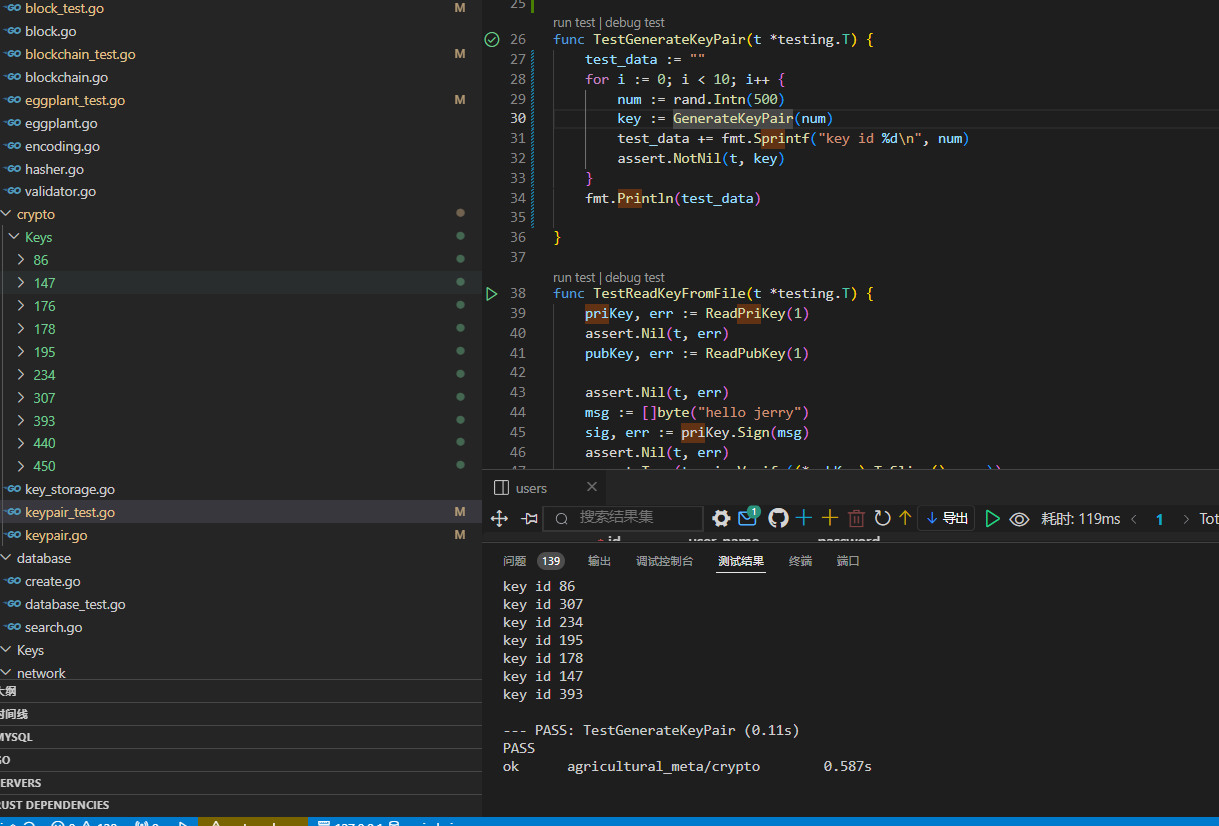 block_test.go M
block.go
blockchain_test.go M
blockchain.go
eggplant_test.go M
eggplant.go
encoding.go
hasher.go
validator.go
crypto
Keys
86
147
176
178
195
234
307
393
440
450
key_storage.go
keypair_test.go M
keypair.go M
database
create.go
database_test.go
search.go
Keys
network
大纲
时间线
MYSQL
GO
SERVERS
RUST DEPENDENCIES
25
run test | debug test
26 func TestGenerateKeyPair(t *testing.T) {
27 test_data := ""
28 for i := 0; i < 10; i++ {
29 num := rand.Intn(500)
30 key := GenerateKeyPair(num)
31 test_data += fmt.Sprintf("key id %d\n", num)
32 assert.NotNil(t, key)
33 }
34 fmt.Println(test_data)
35
36 }
37
run test | debug test
38 func TestReadKeyFromFile(t *testing.T) {
39 priKey, err := ReadPriKey(1)
40 assert.Nil(t, err)
41 pubKey, err := ReadPubKey(1)
42
43 assert.Nil(t, err)
44 msg := []byte("hello jerry")
45 sig, err := priKey.Sign(msg)
46 assert.Nil(t, err)
users
搜索结果集 1 导出 耗时: 119ms 1 Tot
id user_name password
问题 139 输出 调试控制台 测试结果 终端 端口
key id 86
key id 307
key id 234
key id 195
key id 178
key id 147
key id 393
--- PASS: TestGenerateKeyPair (0.11s)
PASS
ok agricultural_meta/crypto 0.587s